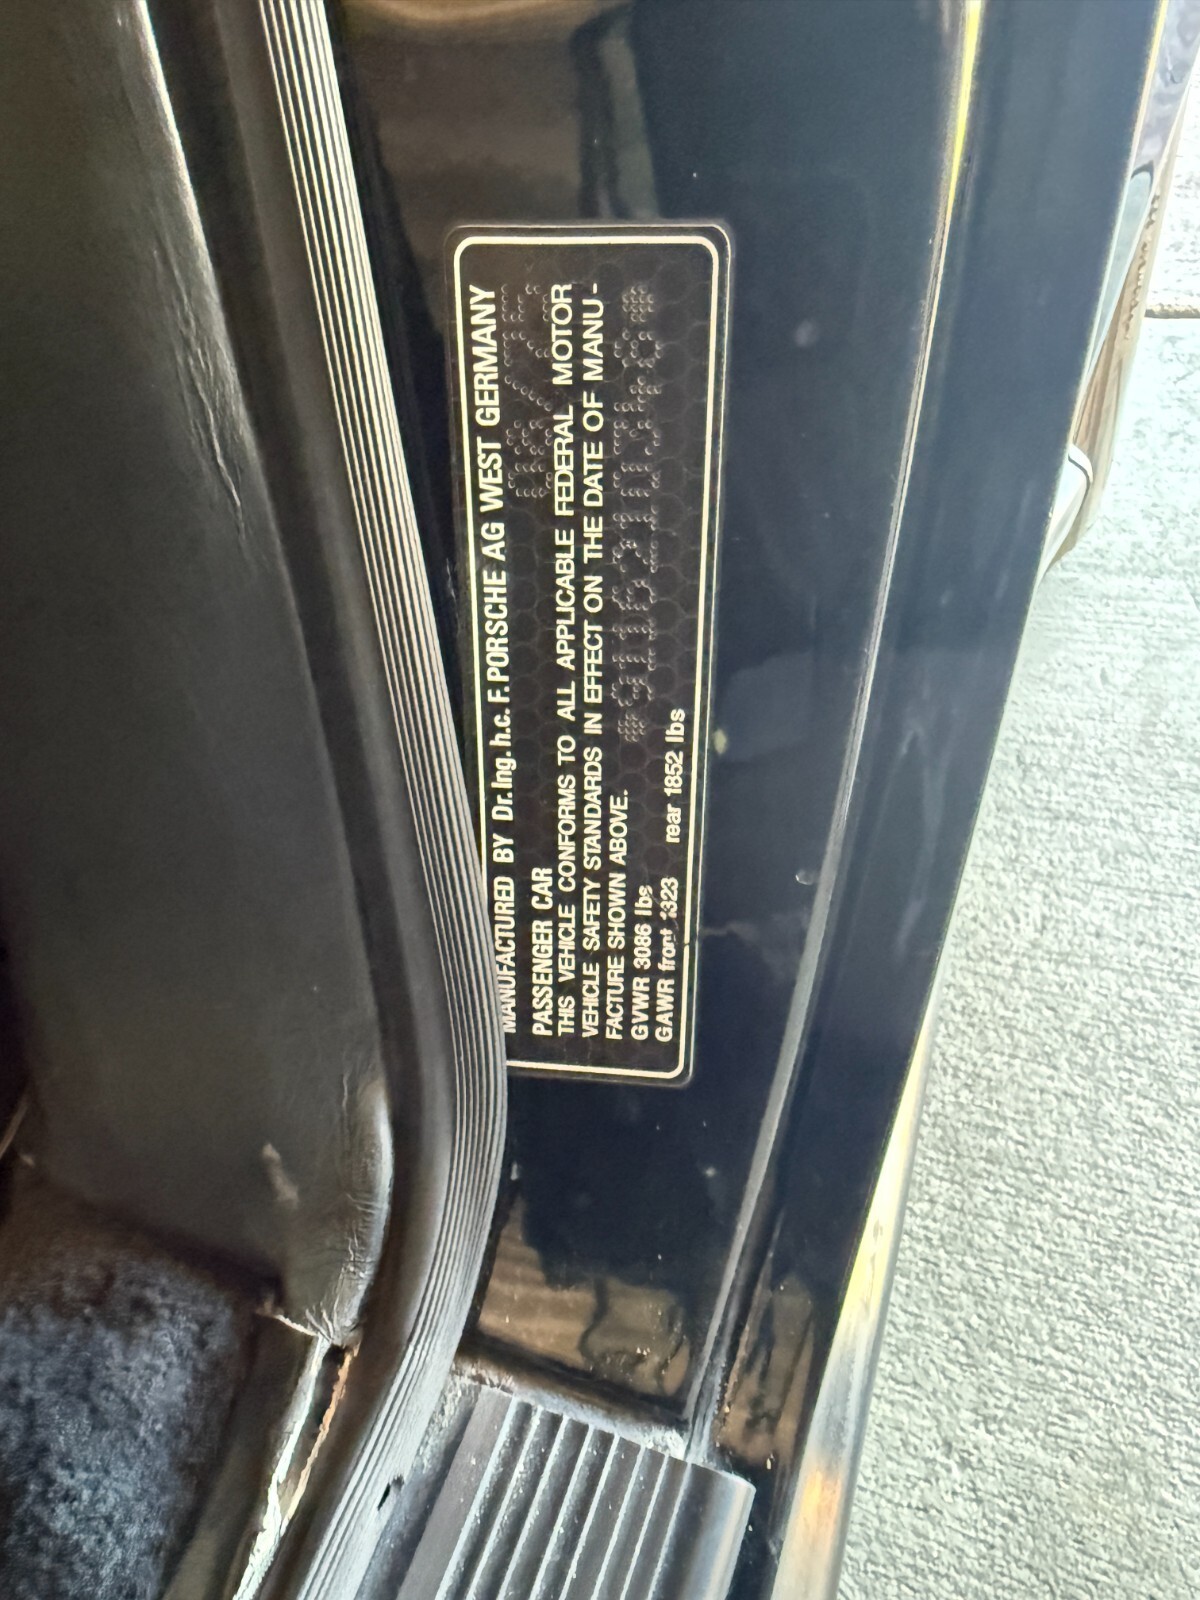 MANUFACTURED BY Dr.Ing.h.c. F.PORSCHE AG WEST GERMANY
PASSENGER CAR
THIS VEHICLE CONFORMS TO ALL APPLICABLE FEDERAL MOTOR
VEHICLE SAFETY STANDARDS IN EFFECT ON THE DATE OF MANU-
FACTURE SHOWN ABOVE.
GVWR 3086 lbs
GAWR front 1323 rear 1852 lbs